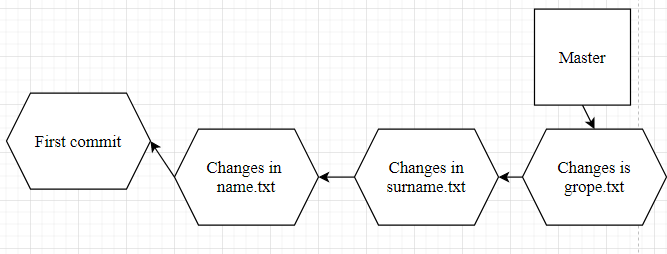 Master
First commit
Changes in
name.txt
Changes in
surname.txt
Changes is
grope.txt